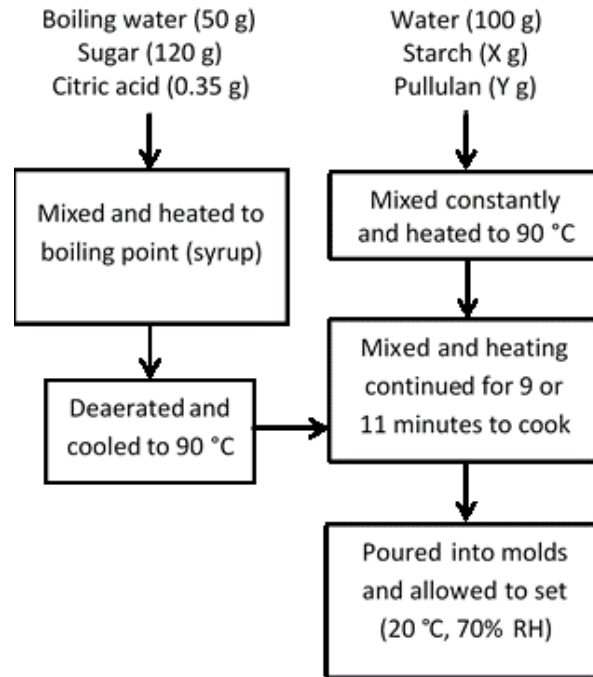 Boiling water (50 g)
Sugar (120 g)
Citric acid (0.35 g)
Mixed and heated to
boiling point (syrup)
Deaerated and
cooled to 90 °C
Water (100 g)
Starch (X g)
Pullulan (Y g)
Mixed constantly
and heated to 90 °C
Mixed and heating
continued for 9 or
11 minutes to cook
Poured into molds
and allowed to set
(20 °C, 70% RH)